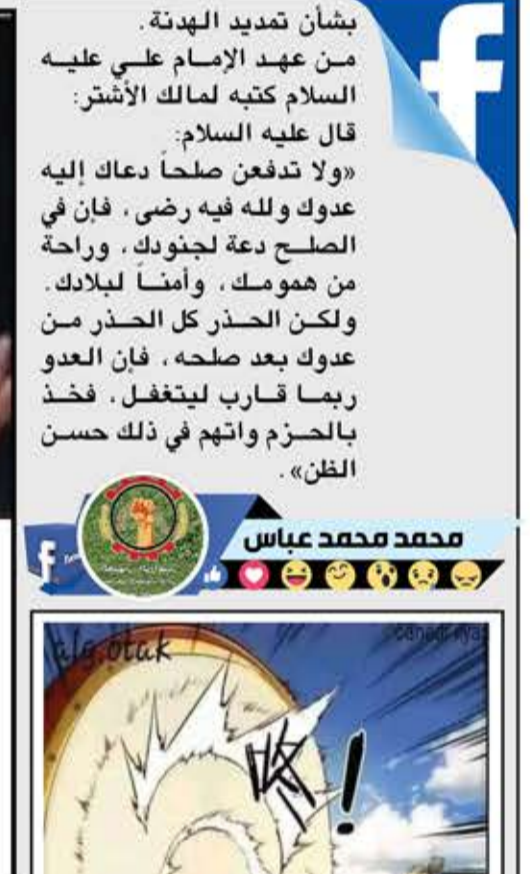 بشأن تمديد الهدنة.
من عهد الإمام علي عليه
السلام كتبه لمالك الأشتر:
قال عليه السلام:
«ولا تدفعن صلحاً دعاك إليه
عدوك ولله فيه رضى، فإن في
الصلح دعة لجنودك، وراحة
من همومك، وأمناً لبلادك.
ولكن الحذر كل الحذر من
عدوك بعد صلحه، فإن العدو
ربما قارب ليتغفل، فخذ
بالحزم واتهم في ذلك حسن
الظن».
f
محمد محمد عباس
f
alg.otak
咚!